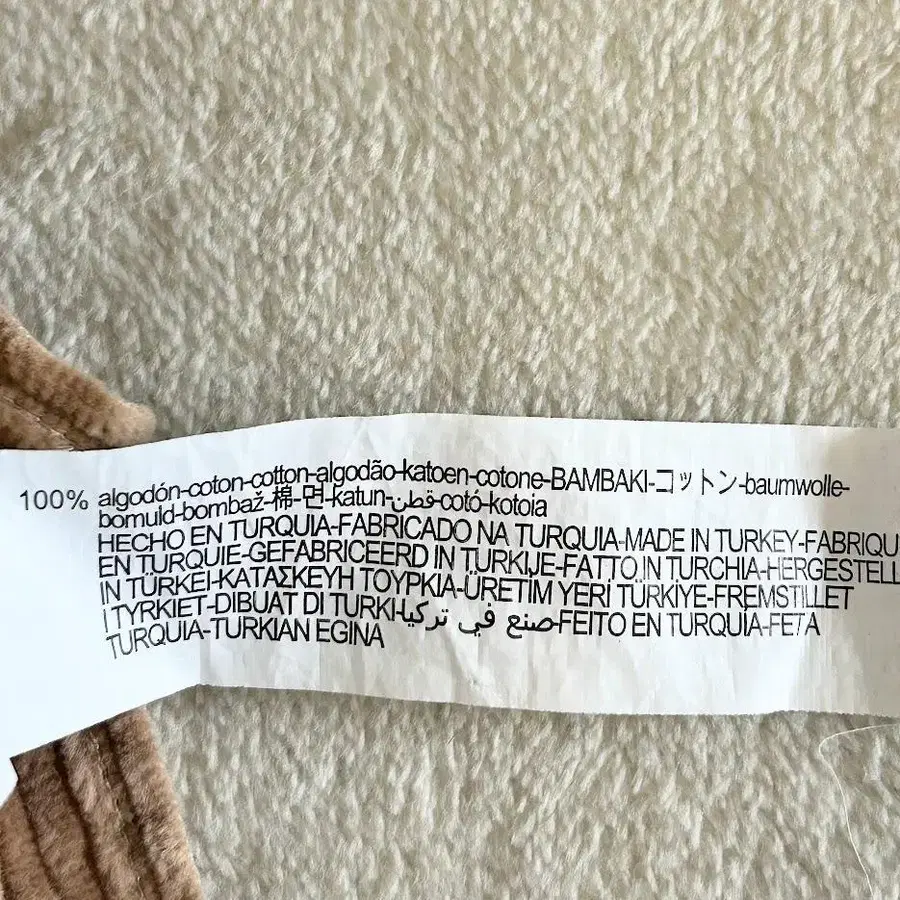 100% algodón-coton-cotton-algodão-katoen-cotone-BAMBAKI-コットン-baumwolle-
bomuld-bombaž-棉-면-katun-قطن-cotó-kotoia
HECHO EN TURQUIA-FABRICADO NA TURQUIA-MADE IN TURKEY-FABRIQU
EN TURQUIE-GEFABRICEERD IN TURKIJE-FATTO IN TURCHIA-HERGESTELL
IN TÜRKEI-ΚΑΤΑΣΚΕΥΗ ΤΟΥΡΚΙΑ-ÜRETIM YERİ TÜRKİYE-FREMSTILLET
I TYRKIET-DIBUAT DI TURKI-صنع في تركيا-FEITO EN TURQUÍA-FETA
TURQUIA-TURKIAN EGINA